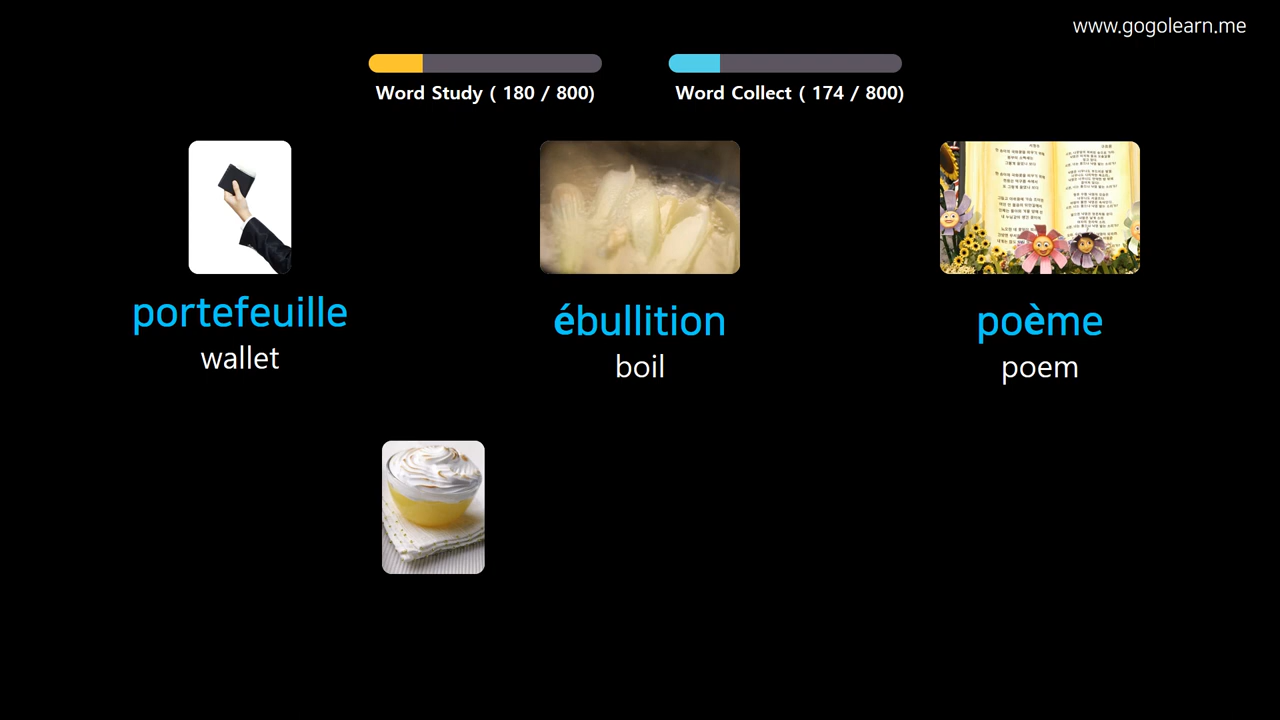 www.gogolearn.me
Word Study ( 180 / 800)
Word Collect ( 174 / 800)
portefeuille
wallet
ébullition
boil
poème
poem